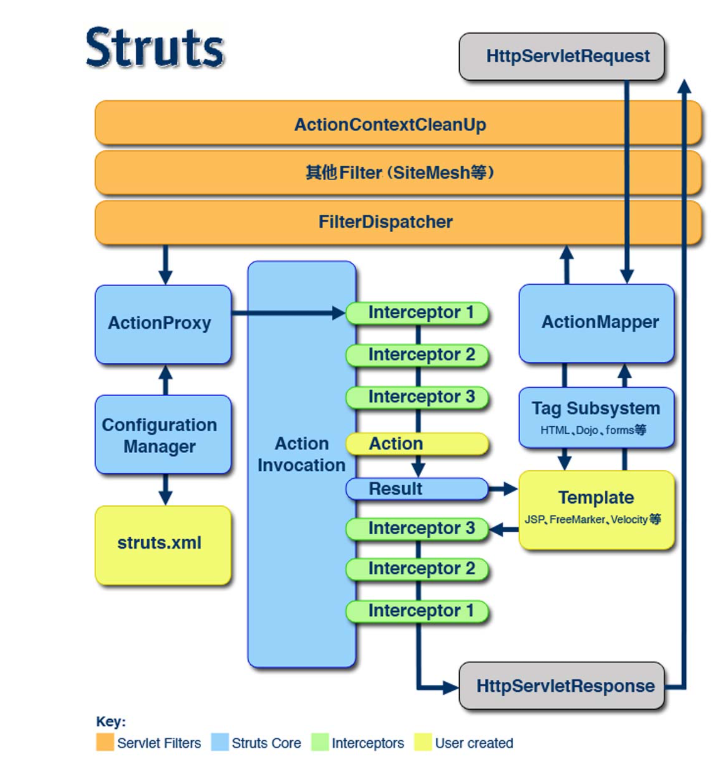 Struts
HttpServletRequest
ActionContextCleanUp
其他Filter（SiteMesh等）
FilterDispatcher
ActionProxy
Configuration
Manager
struts.xml
Action
Invocation
Interceptor 1
Interceptor 2
Interceptor 3
Action
Result
Interceptor 3
Interceptor 2
Interceptor 1
ActionMapper
Tag Subsystem
HTML、Dojo、forms等
Template
JSP、FreeMarker、Velocity等
HttpServletResponse
Key:
Servlet Filters
Struts Core
Interceptors
User created